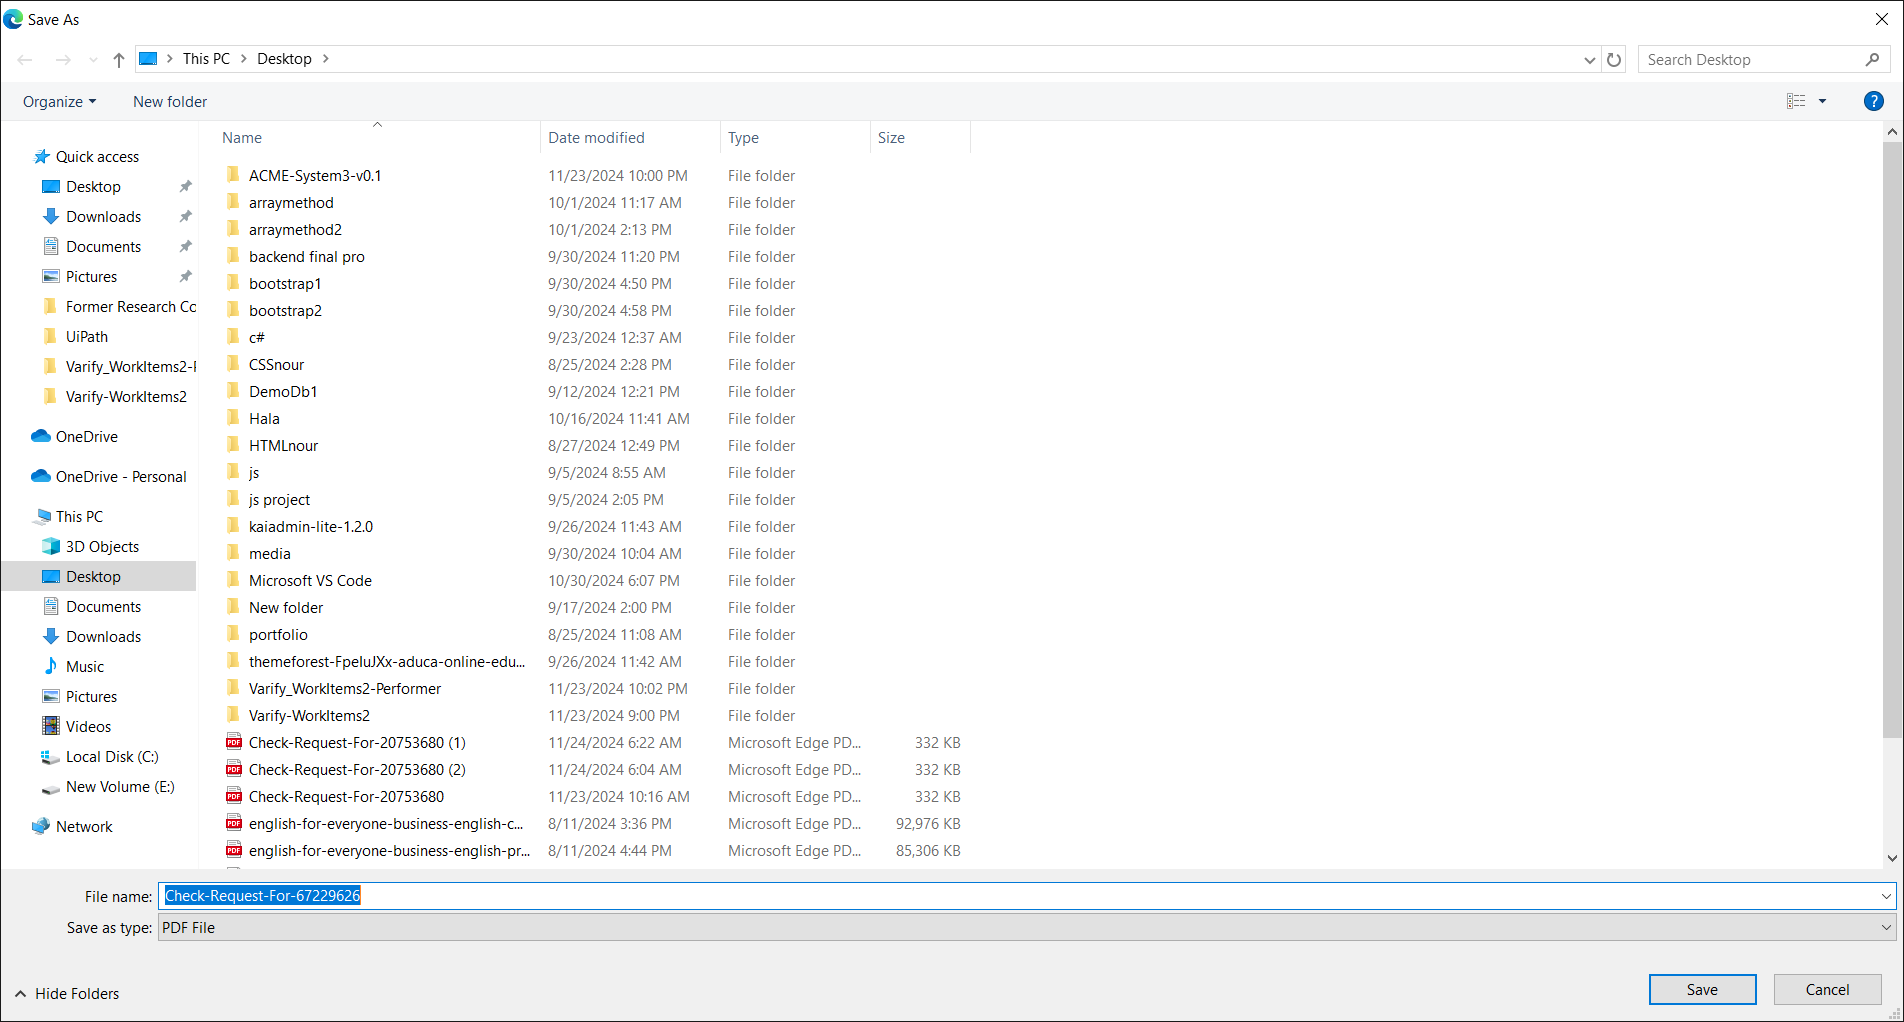 Save As
This PC > Desktop >
Search Desktop
Organize
New folder
?
Name Date modified Type Size
Quick access
Desktop
Downloads
Documents
Pictures
Former Research Co
UiPath
Varify_WorkItems2-P
Varify-WorkItems2
OneDrive
OneDrive - Personal
This PC
3D Objects
Desktop
Documents
Downloads
Music
Pictures
Videos
Local Disk (C:)
New Volume (E:)
Network
ACME-System3-v0.1 11/23/2024 10:00 PM File folder
arraymethod 10/1/2024 11:17 AM File folder
arraymethod2 10/1/2024 2:13 PM File folder
backend final pro 9/30/2024 11:20 PM File folder
bootstrap1 9/30/2024 4:50 PM File folder
bootstrap2 9/30/2024 4:58 PM File folder
c# 9/23/2024 12:37 AM File folder
CSSnour 8/25/2024 2:28 PM File folder
DemoDb1 9/12/2024 12:21 PM File folder
Hala 10/16/2024 11:41 AM File folder
HTMLnour 8/27/2024 12:49 PM File folder
js 9/5/2024 8:55 AM File folder
js project 9/5/2024 2:05 PM File folder
kaiadmin-lite-1.2.0 9/26/2024 11:43 AM File folder
media 9/30/2024 10:04 AM File folder
Microsoft VS Code 10/30/2024 6:07 PM File folder
New folder 9/17/2024 2:00 PM File folder
portfolio 8/25/2024 11:08 AM File folder
themeforest-FpeIuJXx-aduca-online-edu... 9/26/2024 11:42 AM File folder
Varify_WorkItems2-Performer 11/23/2024 10:02 PM File folder
Varify-WorkItems2 11/23/2024 9:00 PM File folder
Check-Request-For-20753680 (1) 11/24/2024 6:22 AM Microsoft Edge PD... 332 KB
Check-Request-For-20753680 (2) 11/24/2024 6:04 AM Microsoft Edge PD... 332 KB
Check-Request-For-20753680 11/23/2024 10:16 AM Microsoft Edge PD... 332 KB
english-for-everyone-business-english-c... 8/11/2024 3:36 PM Microsoft Edge PD... 92,976 KB
english-for-everyone-business-english-pr... 8/11/2024 4:44 PM Microsoft Edge PD... 85,306 KB
File name: Check-Request-For-67229626
Save as type: PDF File
Hide Folders
Save
Cancel